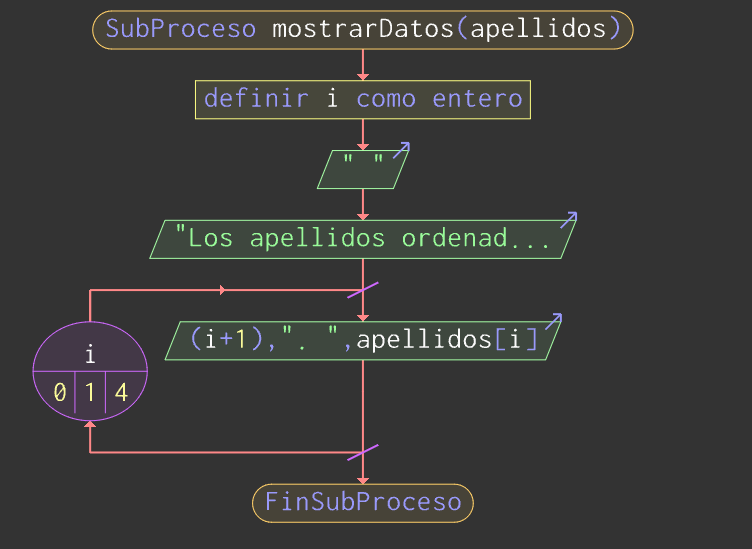 SubProceso mostrarDatos(apellidos)
definir i como entero
" "
"Los apellidos ordenad...
(i+1),". ",apellidos[i]
i
0 1 4
FinSubProceso